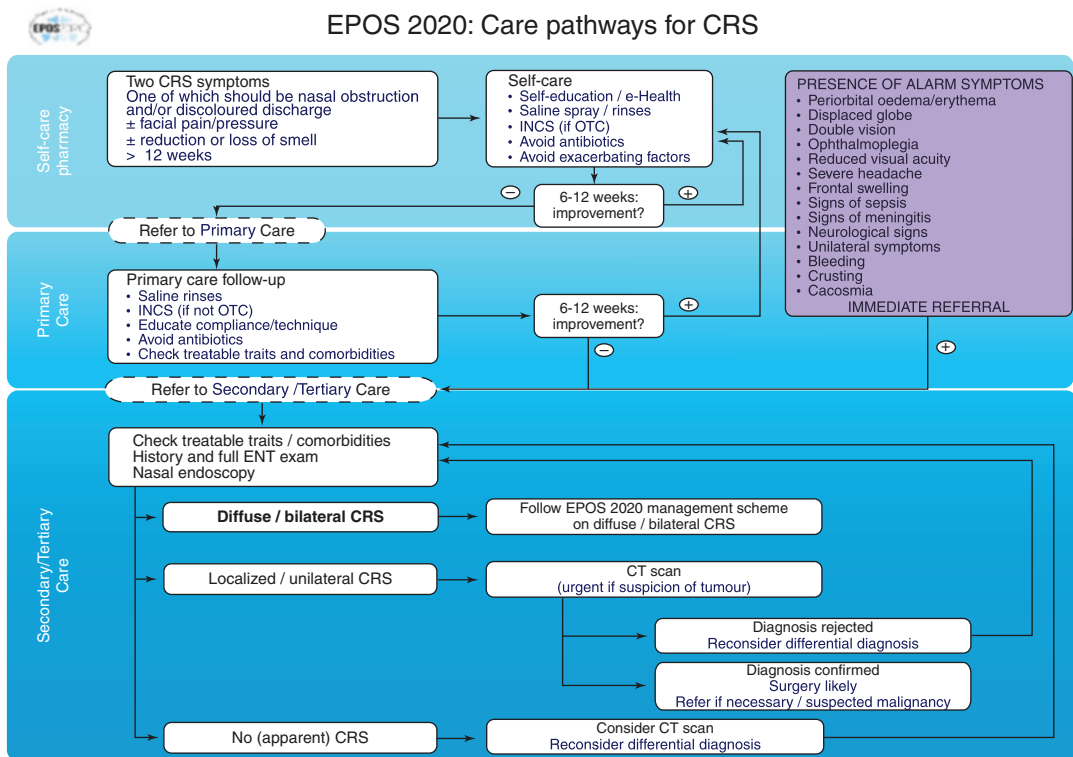 EPOS
EPOS 2020: Care pathways for CRS
Self-care
pharmacy
Two CRS symptoms
One of which should be nasal obstruction
and/or discoloured discharge
± facial pain/pressure
± reduction or loss of smell
> 12 weeks
Self-care
• Self-education / e-Health
• Saline spray / rinses
• INCS (if OTC)
• Avoid antibiotics
• Avoid exacerbating factors
PRESENCE OF ALARM SYMPTOMS
• Periorbital oedema/erythema
• Displaced globe
• Double vision
• Ophthalmoplegia
• Reduced visual acuity
• Severe headache
• Frontal swelling
• Signs of sepsis
• Signs of meningitis
• Neurological signs
• Unilateral symptoms
• Bleeding
• Crusting
• Cacosmia
IMMEDIATE REFERRAL
−
6-12 weeks:
improvement?
+
Refer to Primary Care
Primary
Care
Primary care follow-up
• Saline rinses
• INCS (if not OTC)
• Educate compliance/technique
• Avoid antibiotics
• Check treatable traits and comorbidities
6-12 weeks:
improvement?
+
−
+
Refer to Secondary /Tertiary Care
Secondary/Tertiary
Care
Check treatable traits / comorbidities
History and full ENT exam
Nasal endoscopy
Diffuse / bilateral CRS
Follow EPOS 2020 management scheme
on diffuse / bilateral CRS
Localized / unilateral CRS
CT scan
(urgent if suspicion of tumour)
Diagnosis rejected
Reconsider differential diagnosis
Diagnosis confirmed
Surgery likely
Refer if necessary / suspected malignancy
No (apparent) CRS
Consider CT scan
Reconsider differential diagnosis